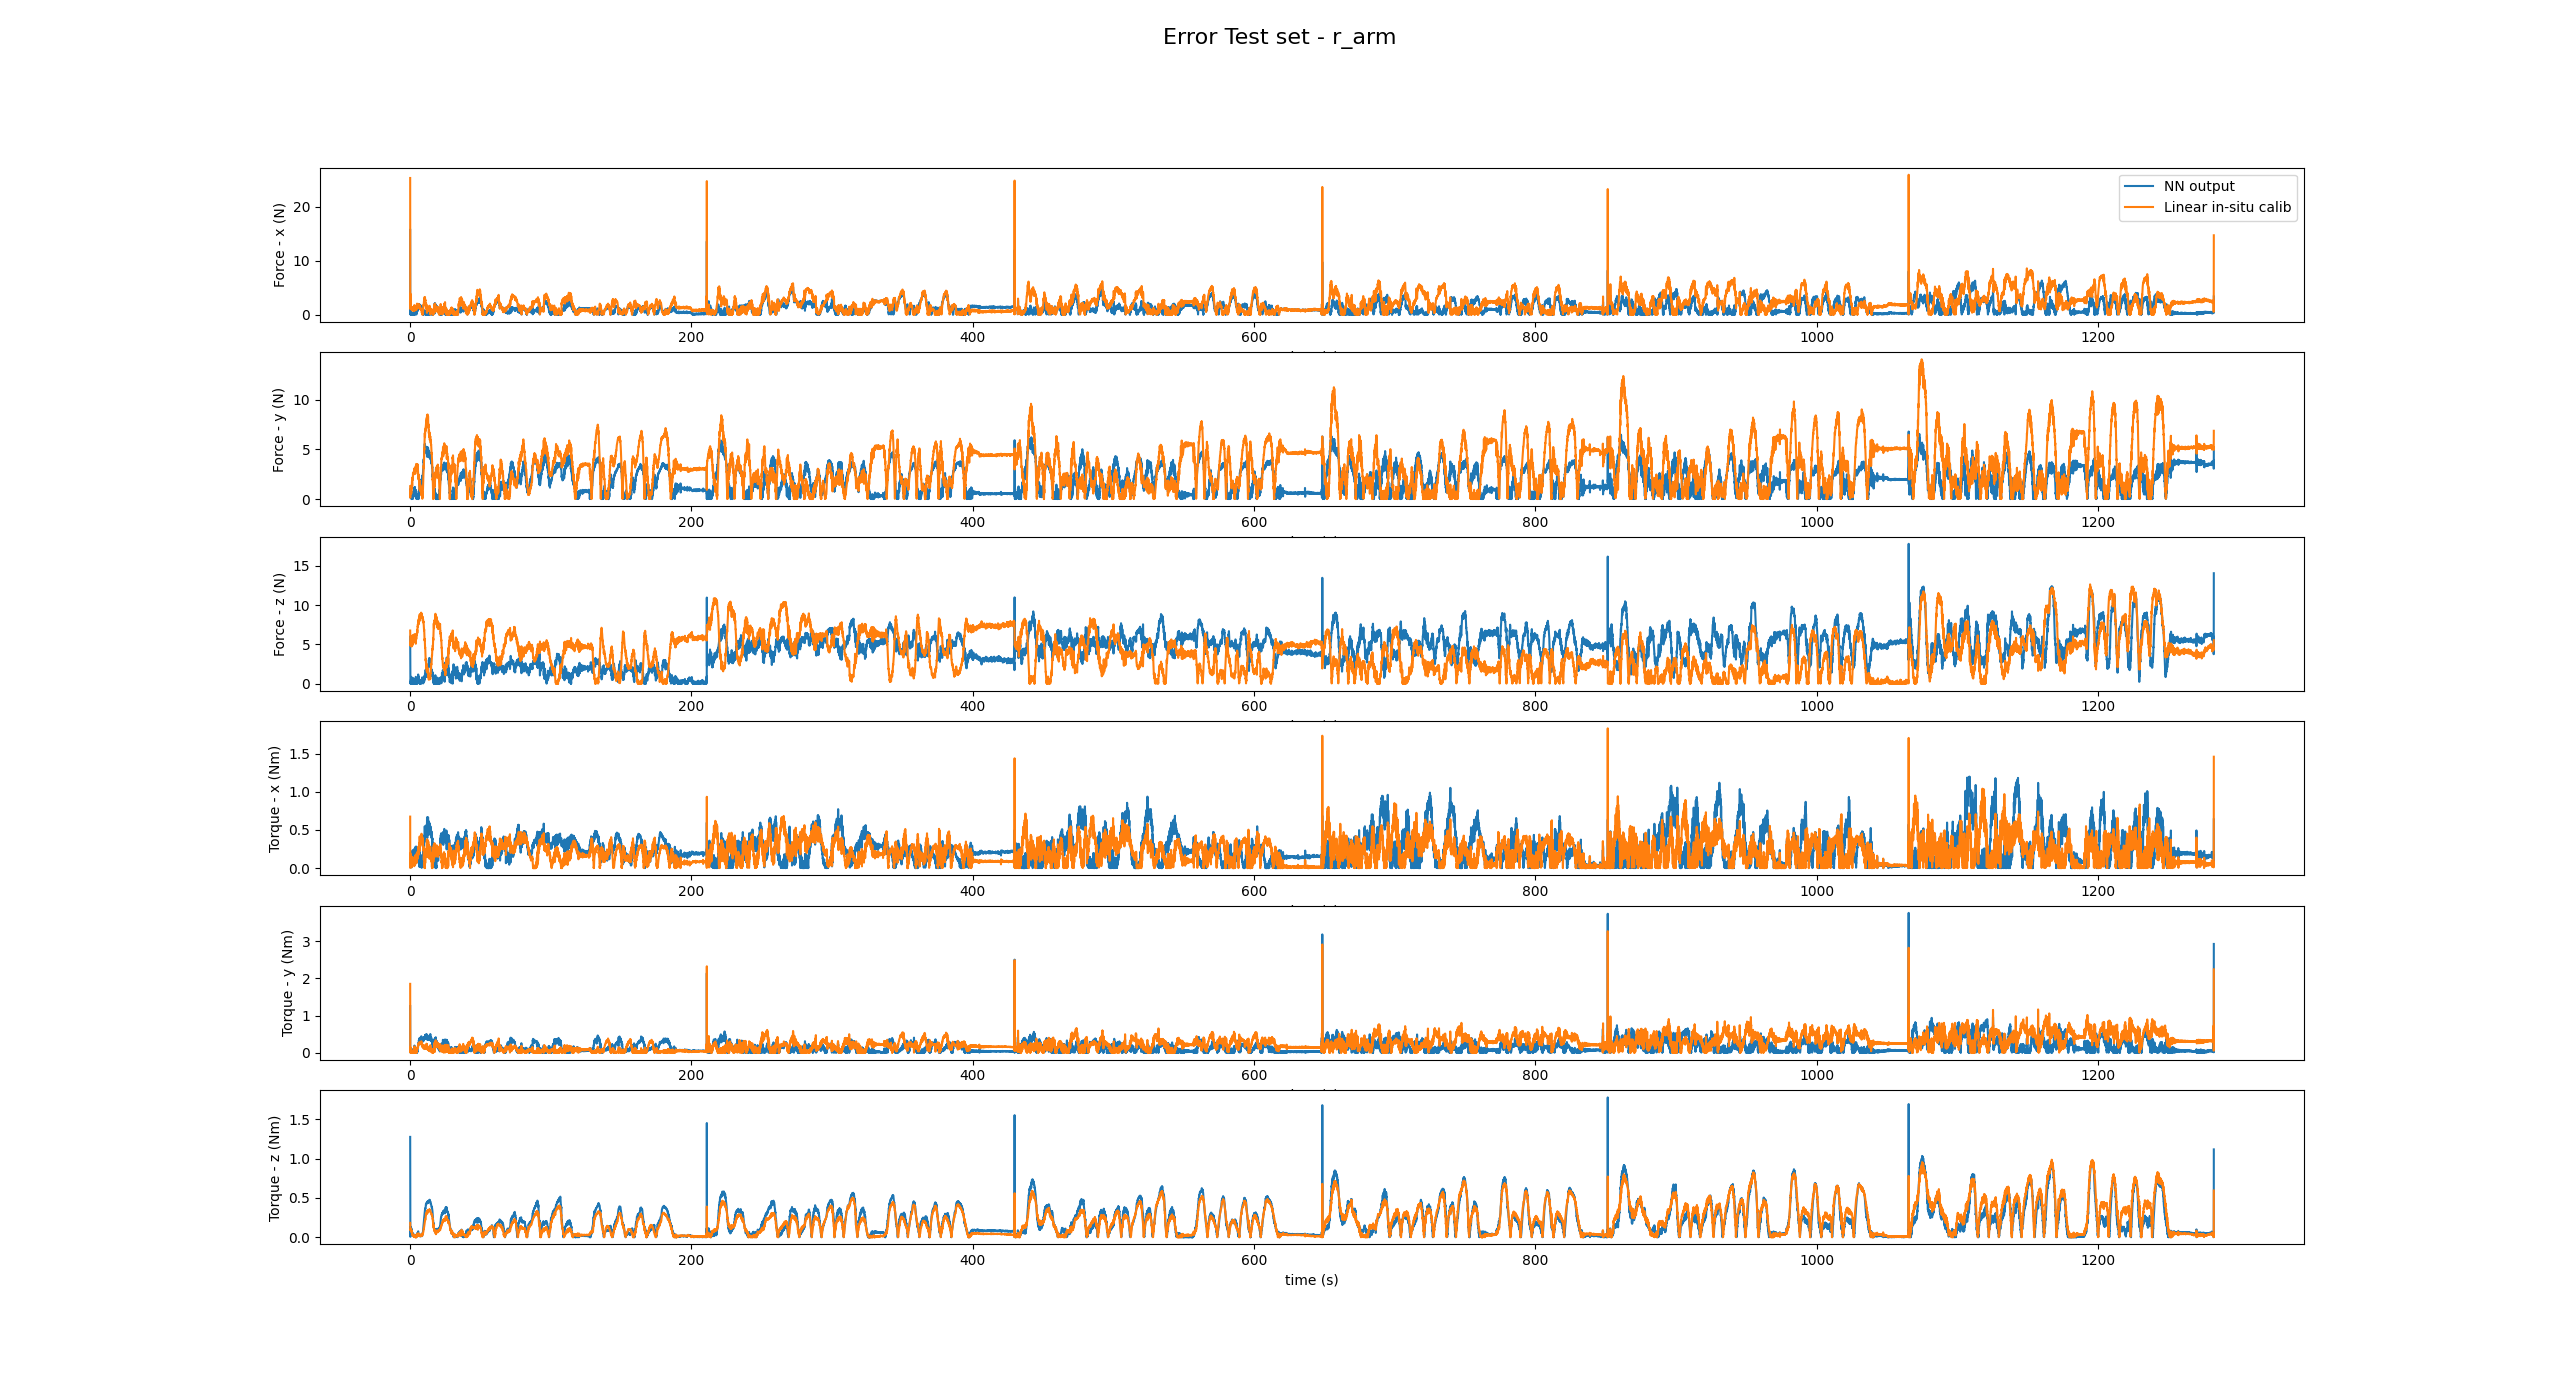 Error Test set - r_arm
NN output
Linear in-situ calib
Force - x (N)
20
10
0
0 200 400 600 800 1000 1200
Force - y (N)
10
5
0
0 200 400 600 800 1000 1200
Force - z (N)
15
10
5
0
0 200 400 600 800 1000 1200
Torque - x (Nm)
1.5
1.0
0.5
0.0
0 200 400 600 800 1000 1200
Torque - y (Nm)
3
2
1
0
0 200 400 600 800 1000 1200
Torque - z (Nm)
1.5
1.0
0.5
0.0
0 200 400 600 800 1000 1200
time (s)